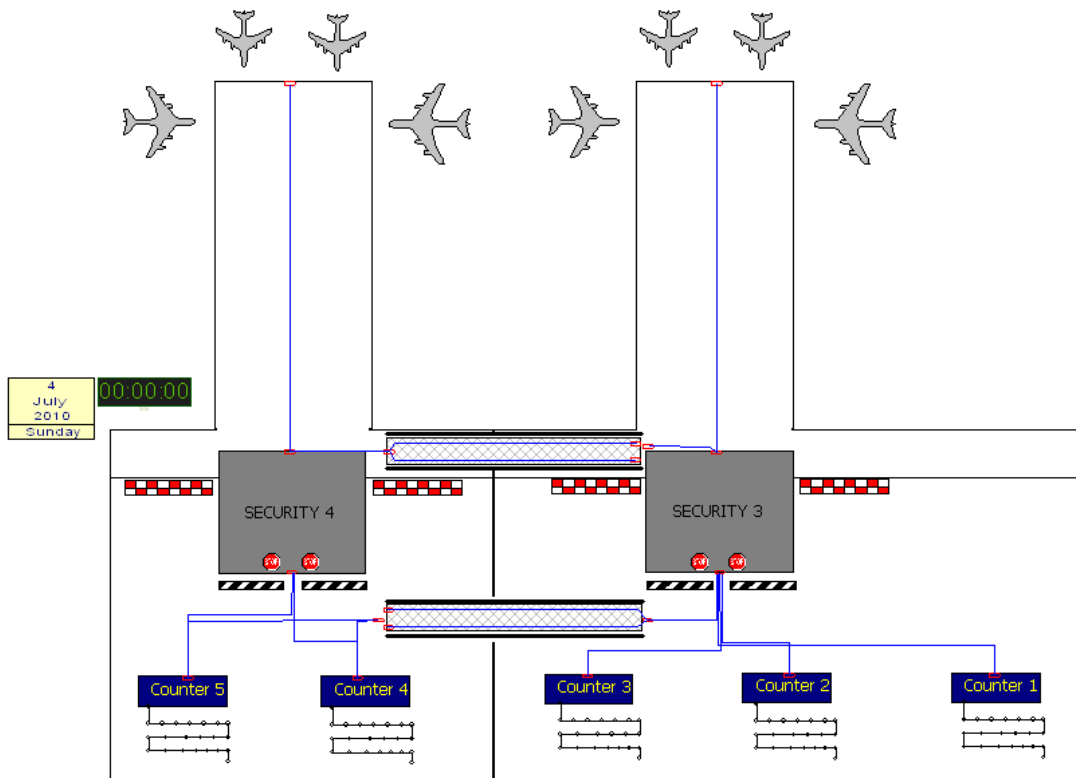 4
July
2010
Sunday
00:00:00
SECURITY 4
SECURITY 3
STOP
STOP
STOP
STOP
Counter 5
Counter 4
Counter 3
Counter 2
Counter 1